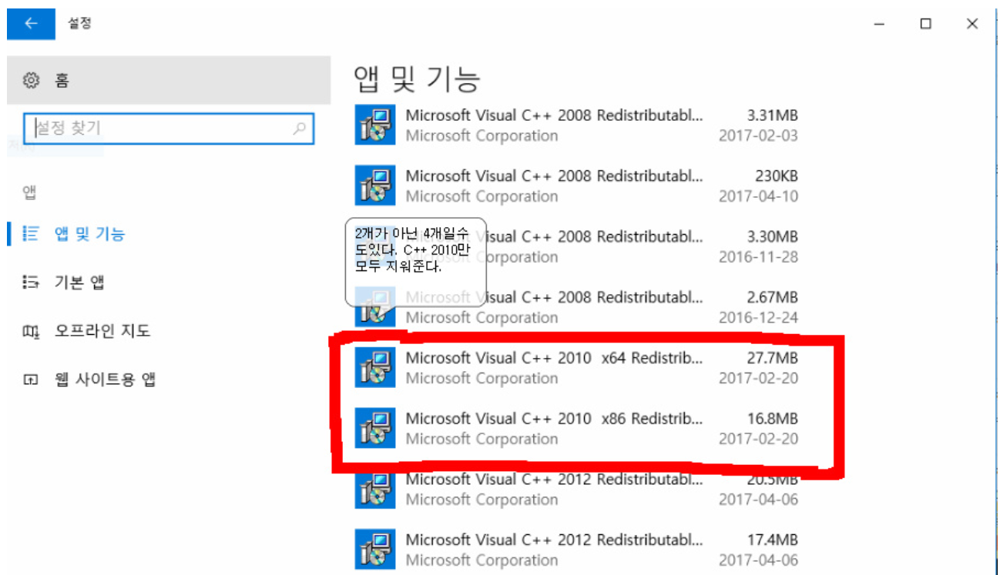 설정
홈
설정 찾기
앱
앱 및 기능
기본 앱
오프라인 지도
웹 사이트용 앱
앱 및 기능
Microsoft Visual C++ 2008 Redistributabl... 3.31MB
Microsoft Corporation 2017-02-03
Microsoft Visual C++ 2008 Redistributabl... 230KB
Microsoft Corporation 2017-04-10
2개가 아닌 4개일수
도있다. C++ 2010만
모두 지워준다.
Visual C++ 2008 Redistributabl... 3.30MB
Corporation 2016-11-28
Microsoft Visual C++ 2008 Redistributabl... 2.67MB
Microsoft Corporation 2016-12-24
Microsoft Visual C++ 2010 x64 Redistrib... 27.7MB
Microsoft Corporation 2017-02-20
Microsoft Visual C++ 2010 x86 Redistrib... 16.8MB
Microsoft Corporation 2017-02-20
Microsoft Visual C++ 2012 Redistributabl... 20.5MB
Microsoft Corporation 2017-04-06
Microsoft Visual C++ 2012 Redistributabl... 17.4MB
Microsoft Corporation 2017-04-06